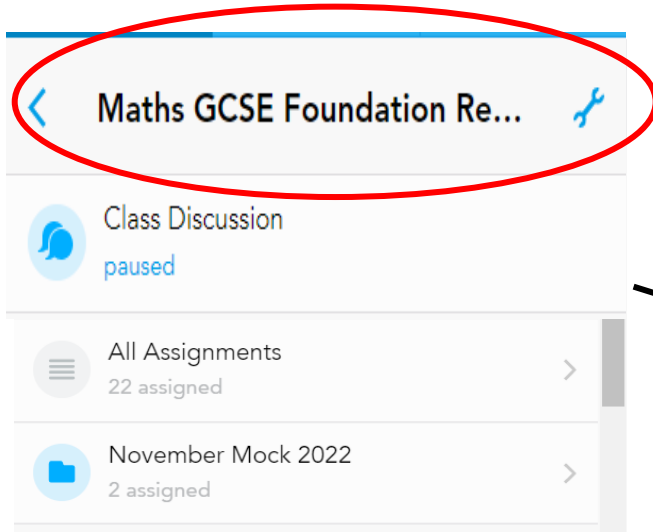 Maths GCSE Foundation Re...
Class Discussion
paused
All Assignments
22 assigned
November Mock 2022
2 assigned